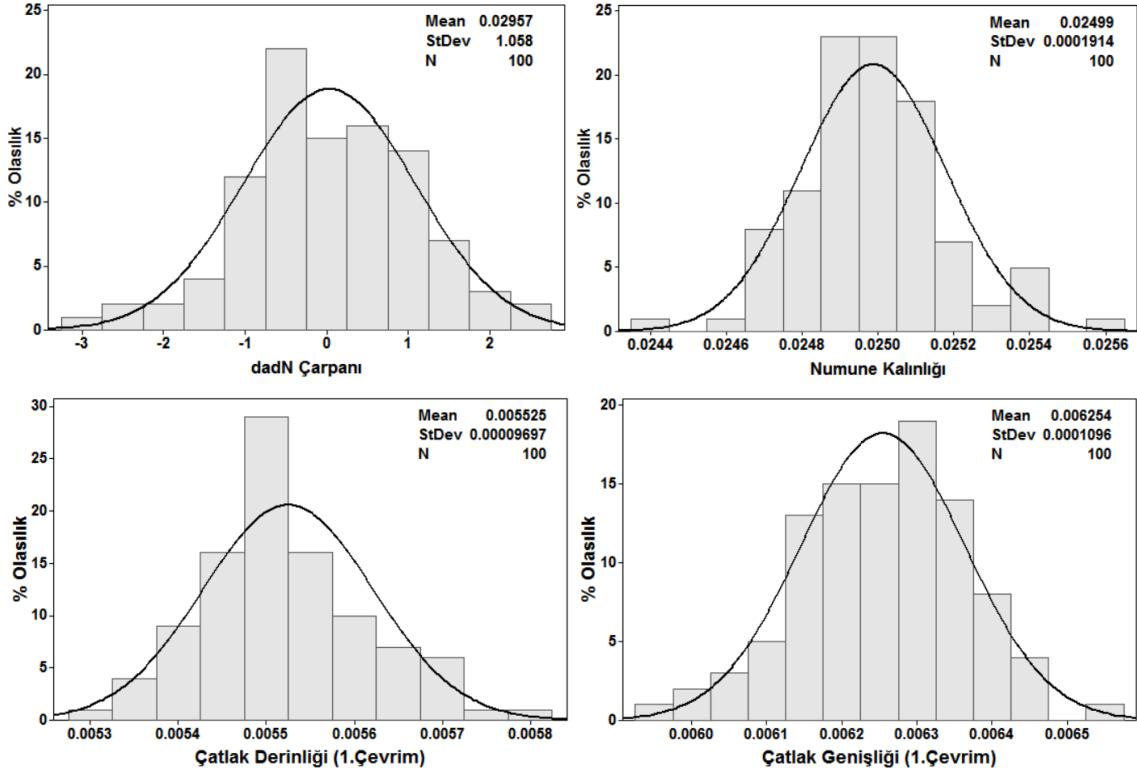 25
20
15
10
5
0
% Olasılık
Mean 0.02957
StDev 1.058
N 100
-3 -2 -1 0 1 2
dadN Çarpanı
25
20
15
10
5
0
% Olasılık
Mean 0.02499
StDev 0.0001914
N 100
0.0244 0.0246 0.0248 0.0250 0.0252 0.0254 0.0256
Numune Kalınlığı
30
25
20
15
10
5
0
% Olasılık
Mean 0.005525
StDev 0.00009697
N 100
0.0053 0.0054 0.0055 0.0056 0.0057 0.0058
Çatlak Derinliği (1.Çevrim)
20
15
10
5
0
% Olasılık
Mean 0.006254
StDev 0.0001096
N 100
0.0060 0.0061 0.0062 0.0063 0.0064 0.0065
Çatlak Genişliği (1.Çevrim)